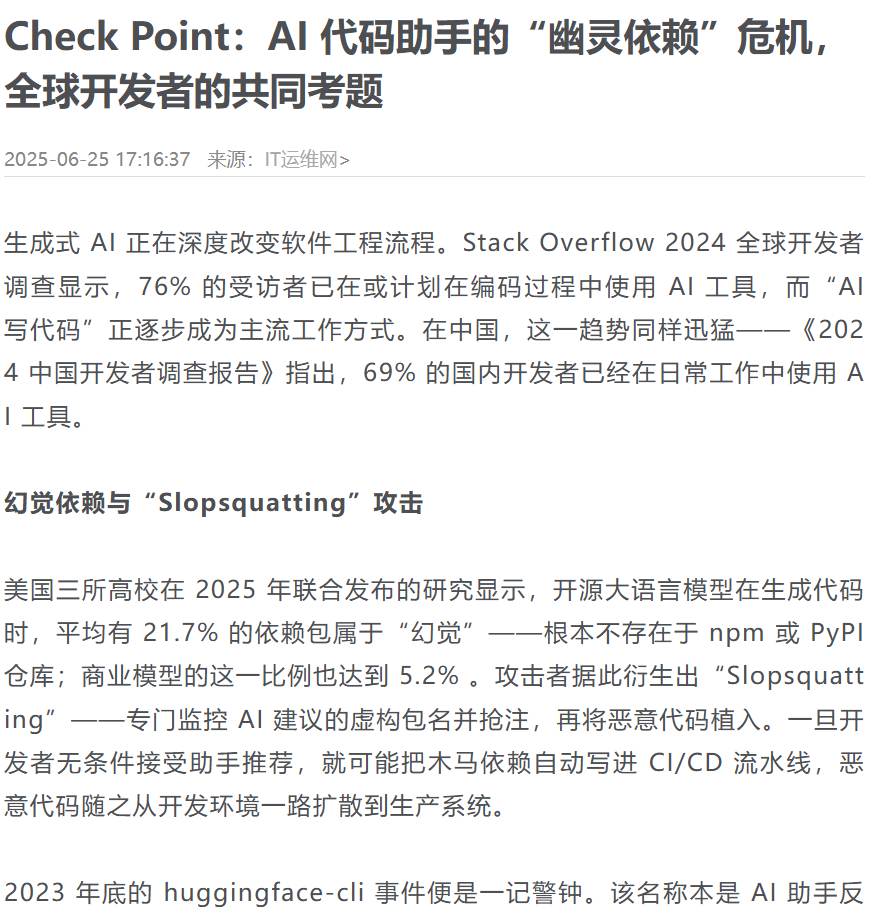 Check Point：AI 代码助手的“幽灵依赖”危机，
全球开发者的共同考题
2025-06-25 17:16:37 来源：IT运维网>
生成式 AI 正在深度改变软件工程流程。Stack Overflow 2024 全球开发者
调查显示，76% 的受访者已在或计划在编码过程中使用 AI 工具，而“AI
写代码”正逐步成为主流工作方式。在中国，这一趋势同样迅猛——《202
4 中国开发者调查报告》指出，69% 的国内开发者已经在日常工作中使用 A
I 工具。
幻觉依赖与“Slopsquatting”攻击
美国三所高校在 2025 年联合发布的研究显示，开源大语言模型在生成代码
时，平均有 21.7% 的依赖包属于“幻觉”——根本不存在于 npm 或 PyPI
仓库；商业模型的这一比例也达到 5.2% 。攻击者据此衍生出“Slopsquatt
ing”——专门监控 AI 建议的虚构包名并抢注，再将恶意代码植入。一旦开
发者无条件接受助手推荐，就可能把木马依赖自动写进 CI/CD 流水线，恶
意代码随之从开发环境一路扩散到生产系统。
2023 年底的 huggingface-cli 事件便是一记警钟。该名称本是 AI 助手反